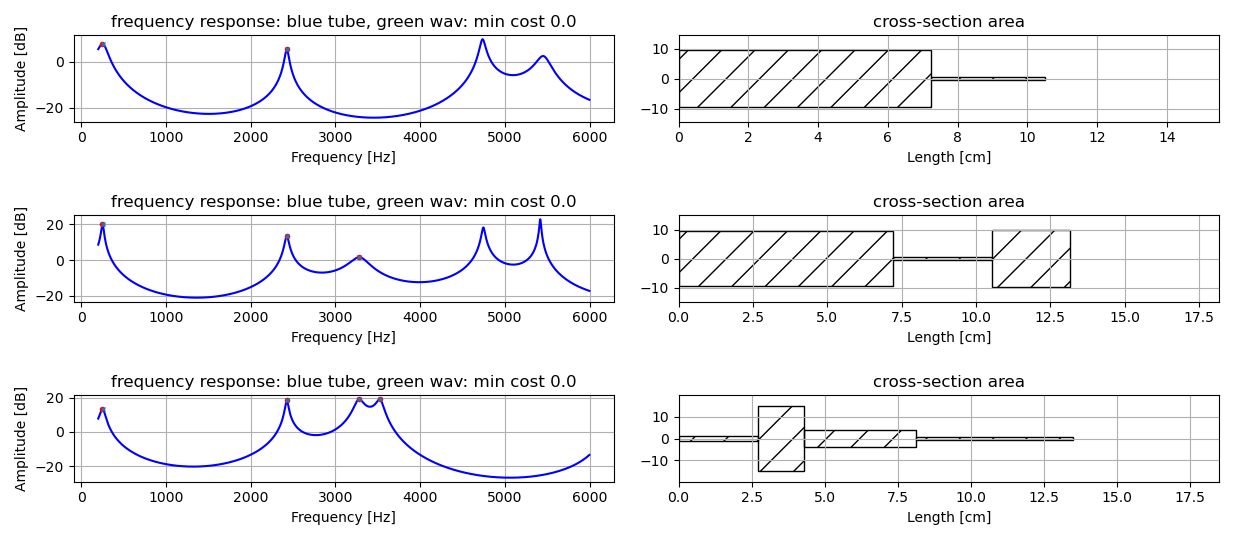 frequency response: blue tube, green wav: min cost 0.0
Amplitude [dB]
0
−20
0 1000 2000 3000 4000 5000 6000
Frequency [Hz]
cross-section area
10
0
−10
0 2 4 6 8 10 12 14
Length [cm]
frequency response: blue tube, green wav: min cost 0.0
Amplitude [dB]
20
0
−20
0 1000 2000 3000 4000 5000 6000
Frequency [Hz]
cross-section area
10
0
−10
0.0 2.5 5.0 7.5 10.0 12.5 15.0 17.5
Length [cm]
frequency response: blue tube, green wav: min cost 0.0
Amplitude [dB]
20
0
−20
0 1000 2000 3000 4000 5000 6000
Frequency [Hz]
cross-section area
10
0
−10
0.0 2.5 5.0 7.5 10.0 12.5 15.0 17.5
Length [cm]